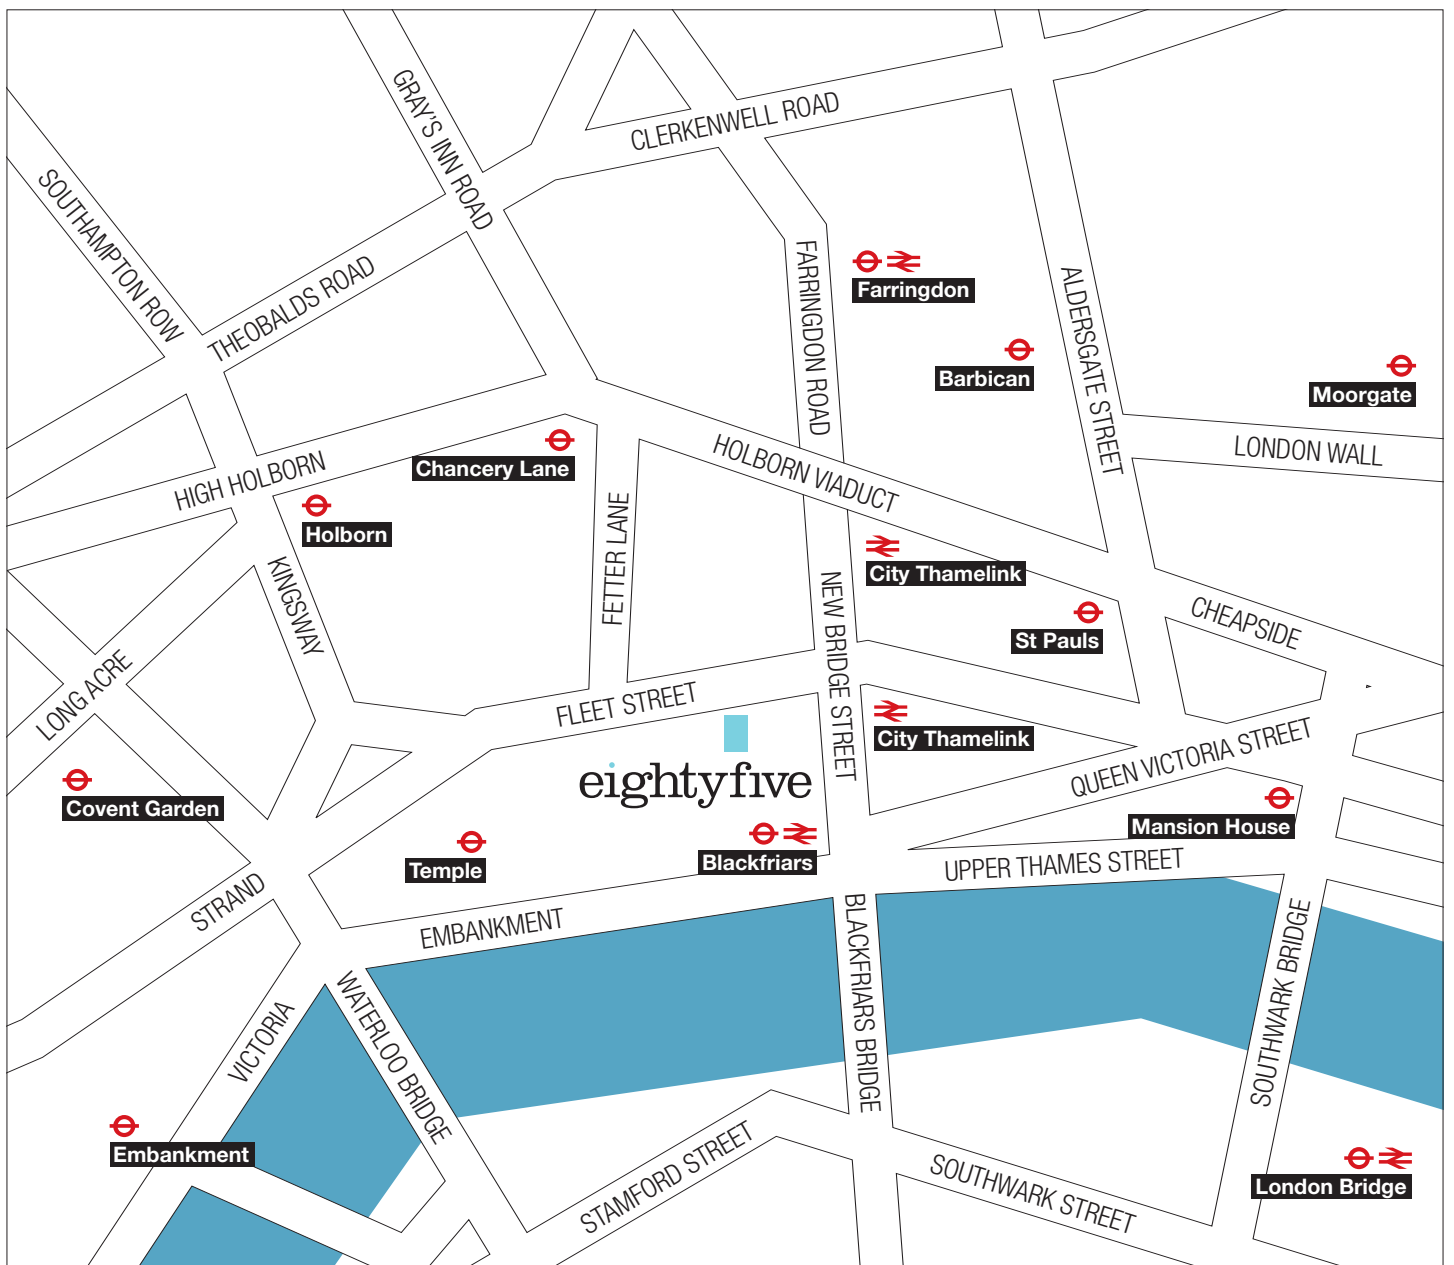 GRAY'S INN ROAD
CLERKENWELL ROAD
SOUTHAMPTON ROW
THEOBALDS ROAD
FARRINGDON ROAD
Farringdon
ALDERSGATE STREET
Barbican
Moorgate
LONDON WALL
HIGH HOLBORN
Chancery Lane
HOLBORN VIADUCT
Holborn
FETTER LANE
City Thamelink
KINGSWAY
NEW BRIDGE STREET
St Pauls
CHEAPSIDE
LONG ACRE
FLEET STREET
City Thamelink
QUEEN VICTORIA STREET
eightyfive
Covent Garden
Mansion House
Temple
Blackfriars
UPPER THAMES STREET
STRAND
EMBANKMENT
BLACKFRIARS BRIDGE
SOUTHWARK BRIDGE
VICTORIA
WATERLOO BRIDGE
Embankment
STAMFORD STREET
SOUTHWARK STREET
London Bridge